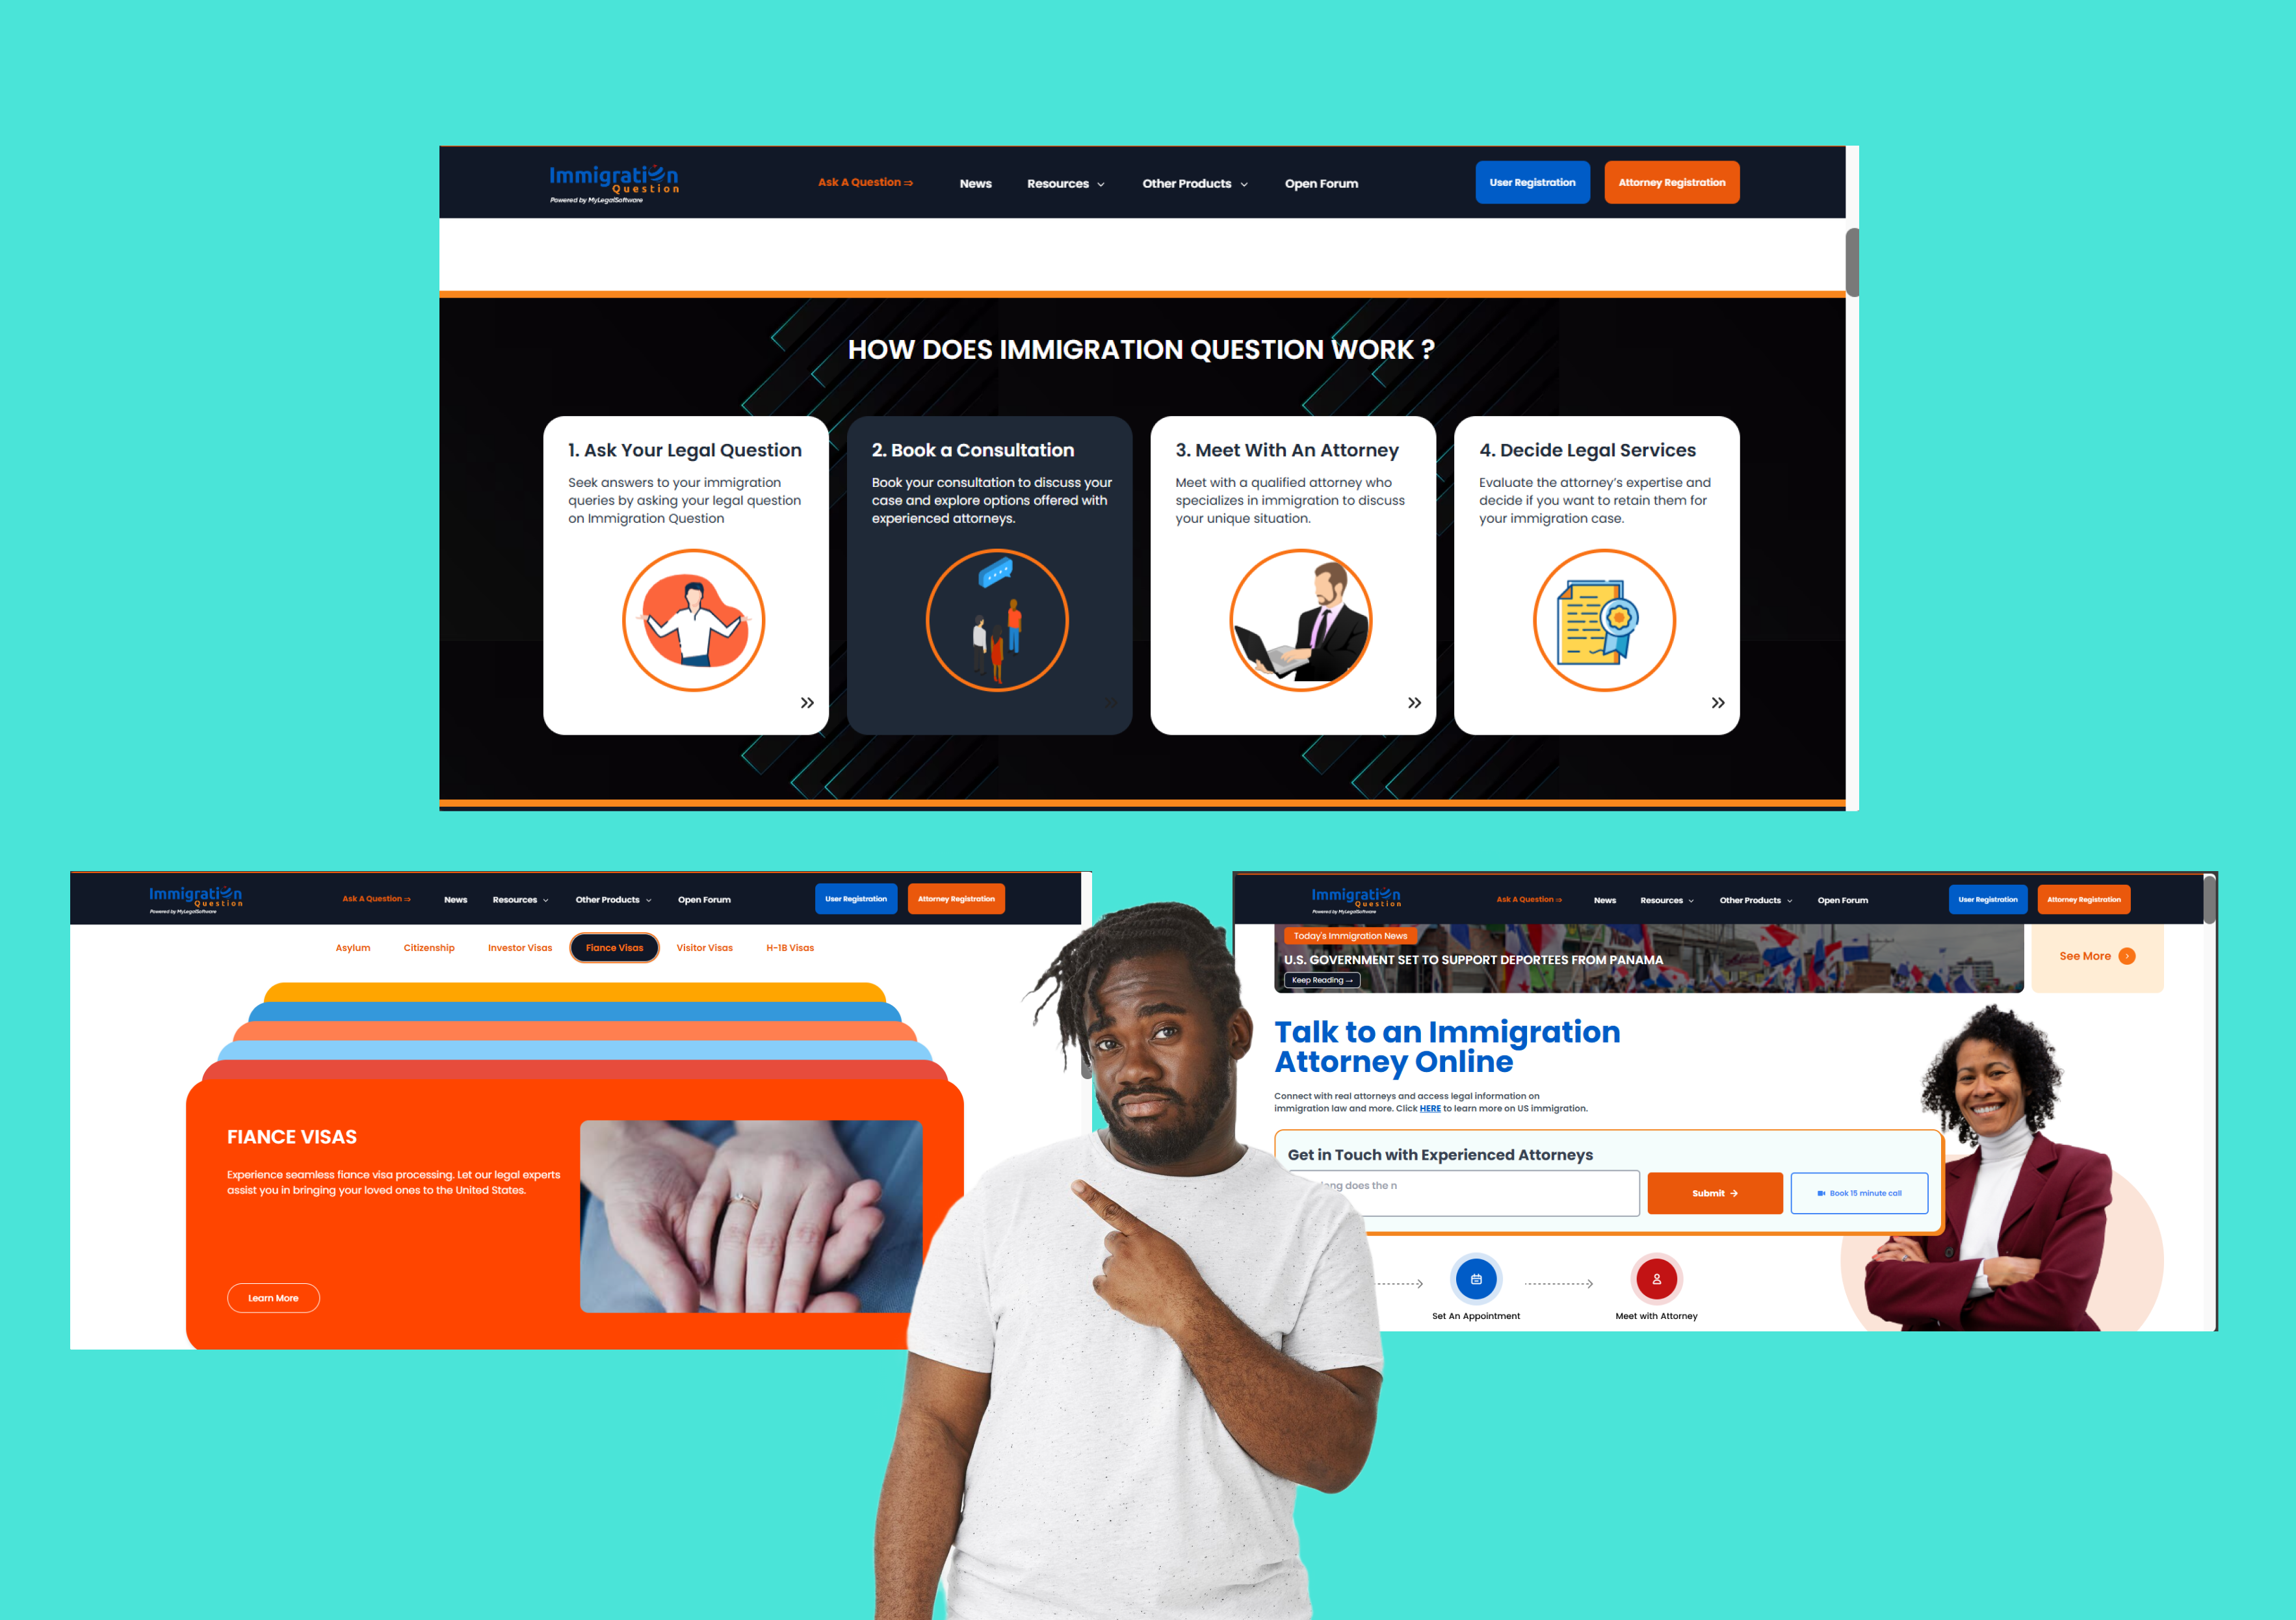 Immigration
Question
Powered by MyLegalSoftware
Ask A Question
News
Resources
Other Products
Open Forum
User Registration
Attorney Registration
HOW DOES IMMIGRATION QUESTION WORK ?
1. Ask Your Legal Question
Seek answers to your immigration
queries by asking your legal question
on Immigration Question
2. Book a Consultation
Book your consultation to discuss your
case and explore options offered with
experienced attorneys.
3. Meet With An Attorney
Meet with a qualified attorney who
specializes in immigration to discuss
your unique situation.
4. Decide Legal Services
Evaluate the attorney's expertise and
decide if you want to retain them for
your immigration case.
Immigration
Question
Powered by MyLegalSoftware
Ask A Question
News
Resources
Other Products
Open Forum
User Registration
Attorney Registration
Asylum
Citizenship
Investor Visas
Fiance Visas
Visitor Visas
H-1B Visas
FIANCE VISAS
Experience seamless fiance visa processing. Let our legal experts
assist you in bringing your loved ones to the United States.
Learn More
Immigration
Question
Powered by MyLegalSoftware
Ask A Question
News
Resources
Other Products
Open Forum
User Registration
Attorney Registration
Today's Immigration News
U.S. GOVERNMENT SET TO SUPPORT DEPORTEES FROM PANAMA
Keep Reading →
See More
Talk to an Immigration
Attorney Online
Connect with real attorneys and access legal information on
immigration law and more. Click HERE to learn more on US immigration.
Get in Touch with Experienced Attorneys
does the n
Submit →
Book 15 minute call
Set An Appointment
Meet with Attorney